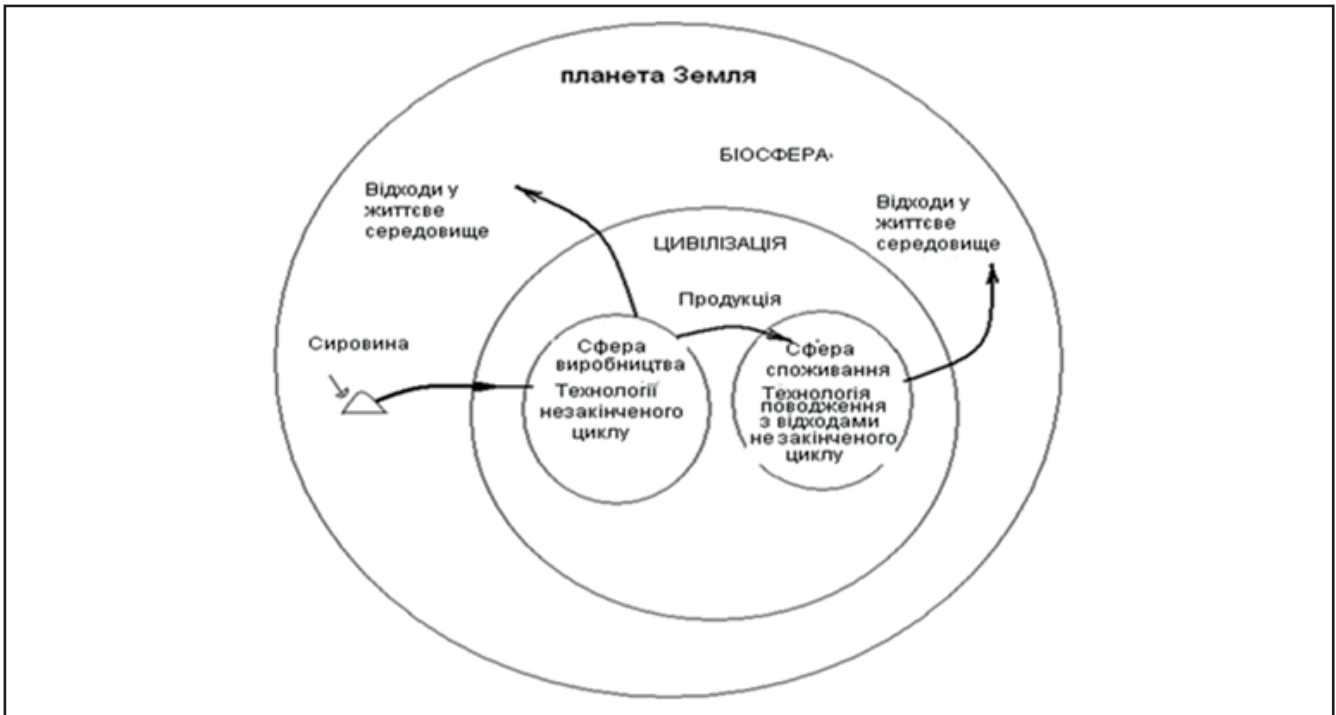 планета Земля
БІОСФЕРА
Відходи у
життєве
середовище
Відходи у
життєве
середовище
ЦИВІЛІЗАЦІЯ
Продукція
Сировина
Сфера
виробництва
Технології
незакінченого
циклу
Сфера
споживання
Технологія
поводження
з відходами
не закінченого
циклу